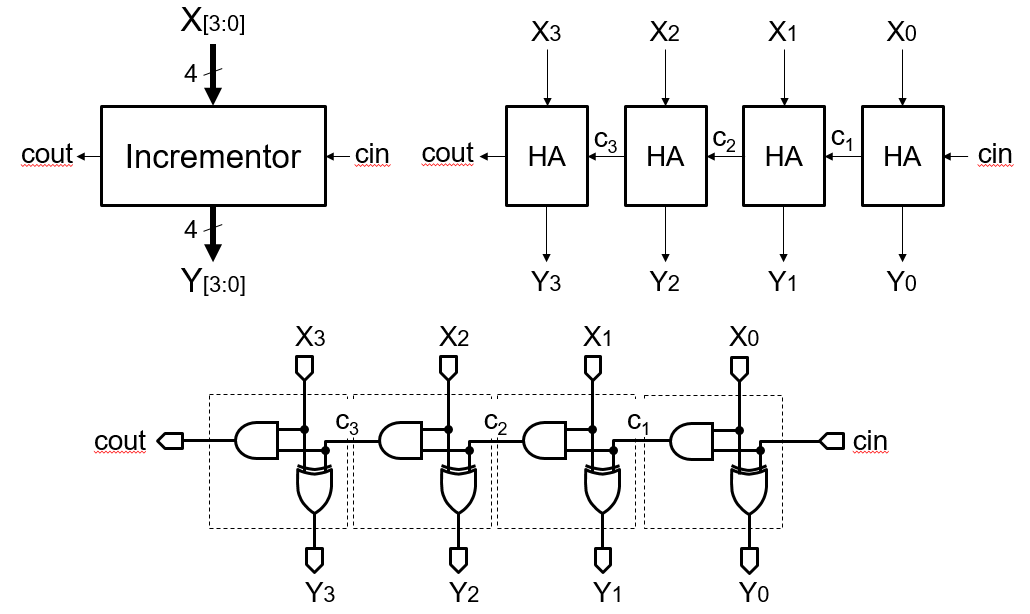 X[3:0]
4
cout
Incrementor
cin
4
Y[3:0]
X3 X2 X1 X0
cout HA c3 HA c2 HA c1 HA cin
Y3 Y2 Y1 Y0
X3 X2 X1 X0
cout c3 c2 c1 cin
Y3 Y2 Y1 Y0